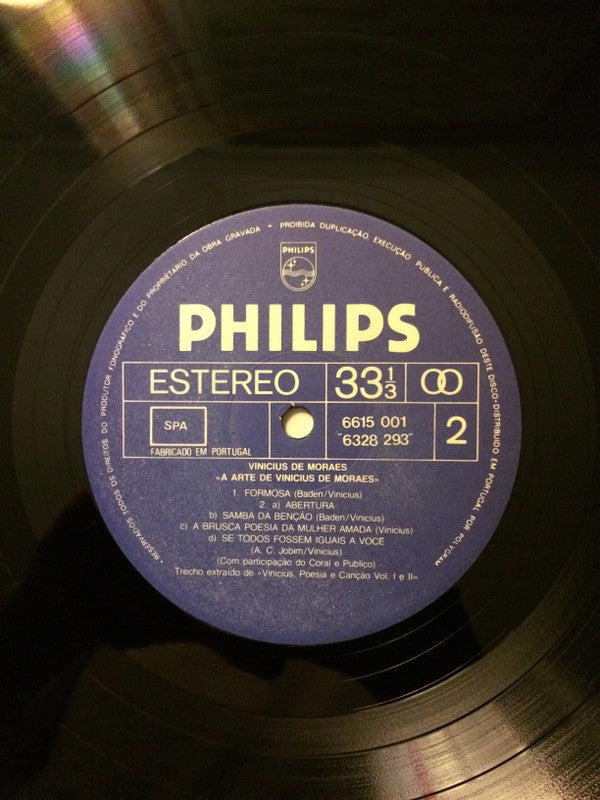 • RESERVADOS TODOS OS DIREITOS DO PRODUTOR FONOGRÁFICO E DO PROPRIETÁRIO DA OBRA GRAVADA - PROIBIDA DUPLICAÇÃO, EXECUÇÃO PÚBLICA E RADIODIFUSÃO DESTE DISCO - DISTRIBUÍDO EM PORTUGAL POR POLYGRAM •
PHILIPS
PHILIPS
ESTEREO 33 1/3
SPA
6615 001
"6328 293"
2
FABRICADO EM PORTUGAL
VINICIUS DE MORAES
«A ARTE DE VINICIUS DE MORAES»
1. FORMOSA (Baden/Vinicius)
2. a) ABERTURA
b) SAMBA DA BENÇÃO (Baden/Vinicius)
c) A BRUSCA POESIA DA MULHER AMADA (Vinicius)
d) SE TODOS FOSSEM IGUAIS A VOCÊ
(A. C. Jobim/Vinicius)
(Com participação do Coral e Publico)
Trecho extraído de «Vinicius, Poesia e Canção Vol. I e II»